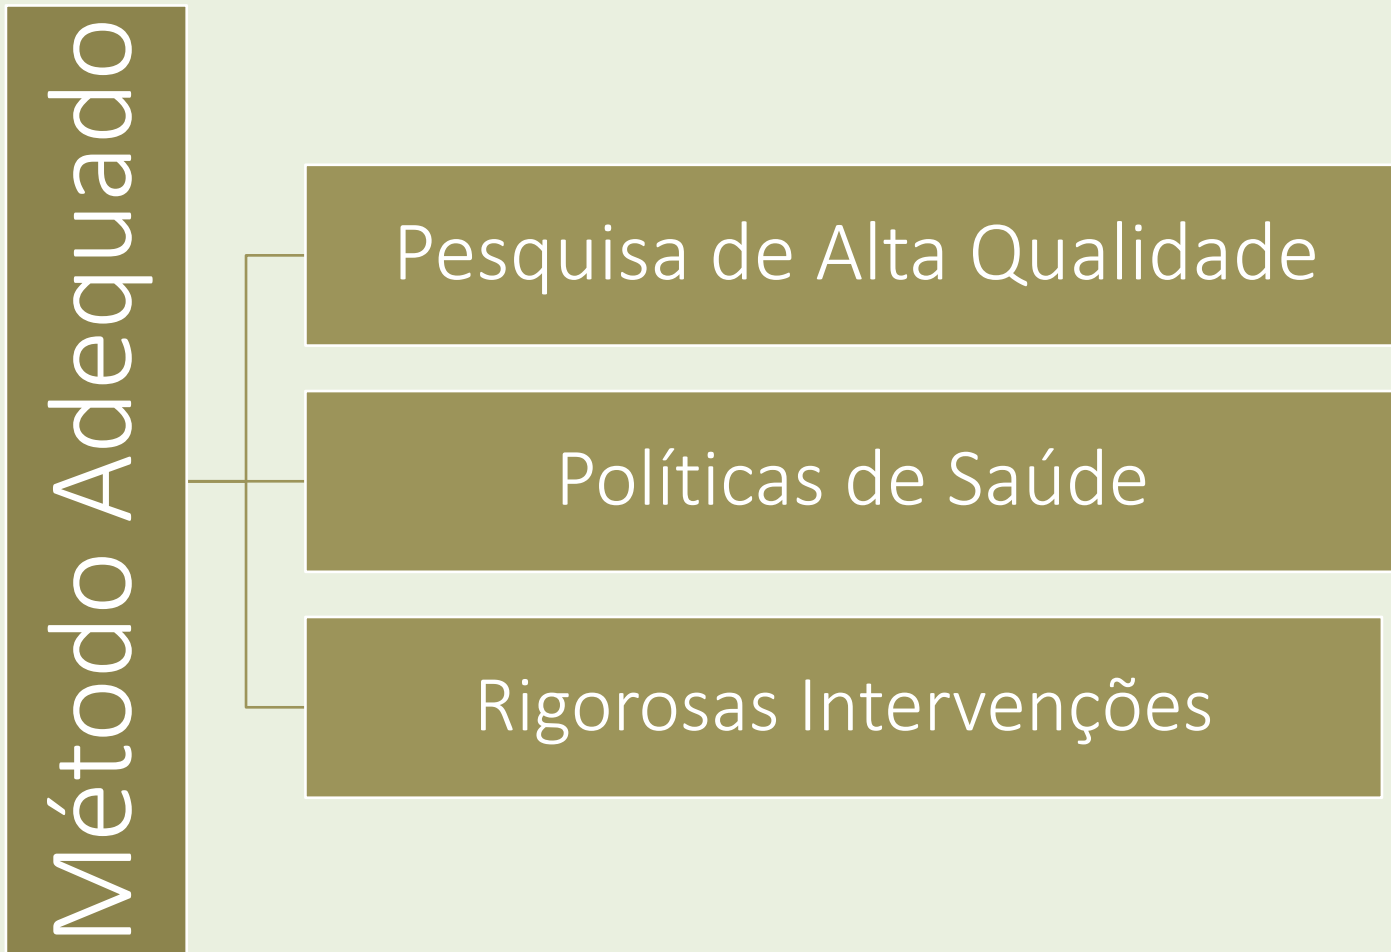 Método Adequado
Pesquisa de Alta Qualidade
Políticas de Saúde
Rigorosas Intervenções